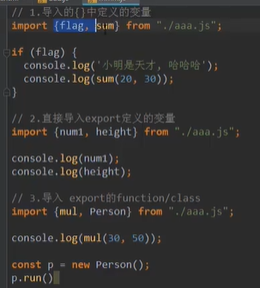 // 1.导入的{}中定义的变量
import {flag, sum} from "./aaa.js";
if (flag) {
console.log('小明是天才, 哈哈哈');
console.log(sum(20, 30));
}
// 2.直接导入export定义的变量
import {num1, height} from "./aaa.js";
console.log(num1);
console.log(height);
// 3.导入 export的function/class
import {mul, Person} from "./aaa.js";
console.log(mul(30, 50));
const p = new Person();
p.run()